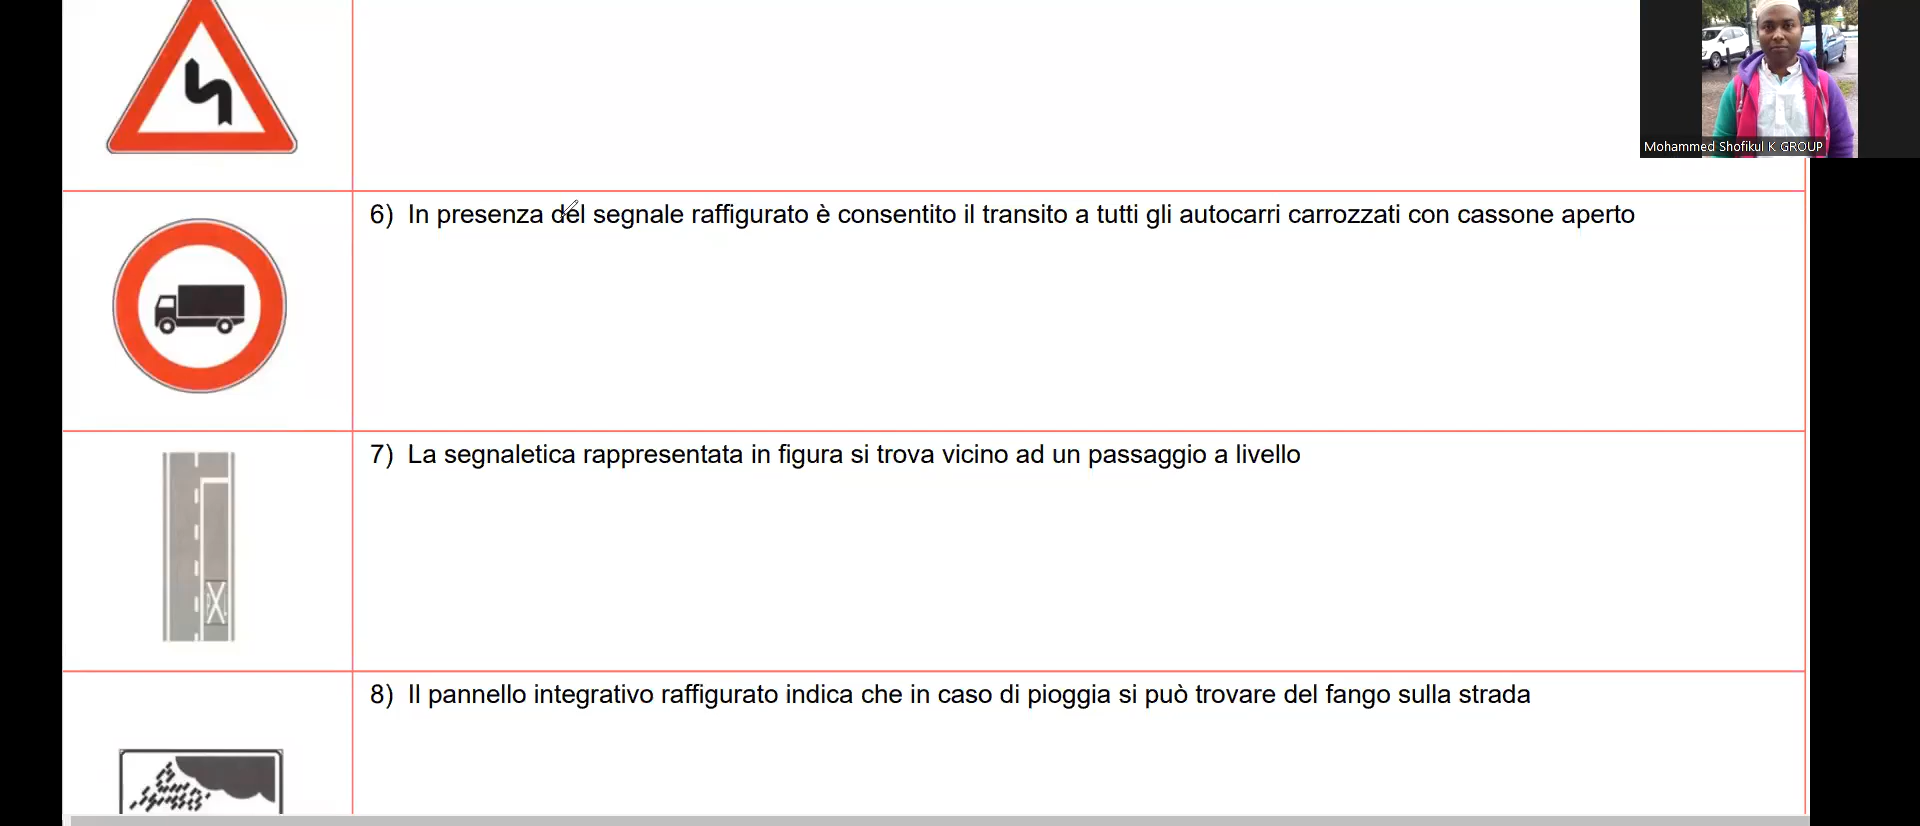 Mohammed Shofikul K GROUP
6) In presenza del segnale raffigurato è consentito il transito a tutti gli autocarri carrozzati con cassone aperto
7) La segnaletica rappresentata in figura si trova vicino ad un passaggio a livello
8) Il pannello integrativo raffigurato indica che in caso di pioggia si può trovare del fango sulla strada